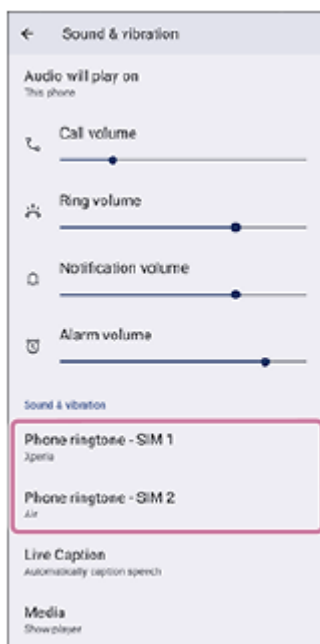 Sound & vibration
Audio will play on
This phone
Call volume
Ring volume
Notification volume
Alarm volume
Sound & vibration
Phone ringtone - SIM 1
Xperia
Phone ringtone - SIM 2
Air
Live Caption
Automatically caption speech
Media
Show player